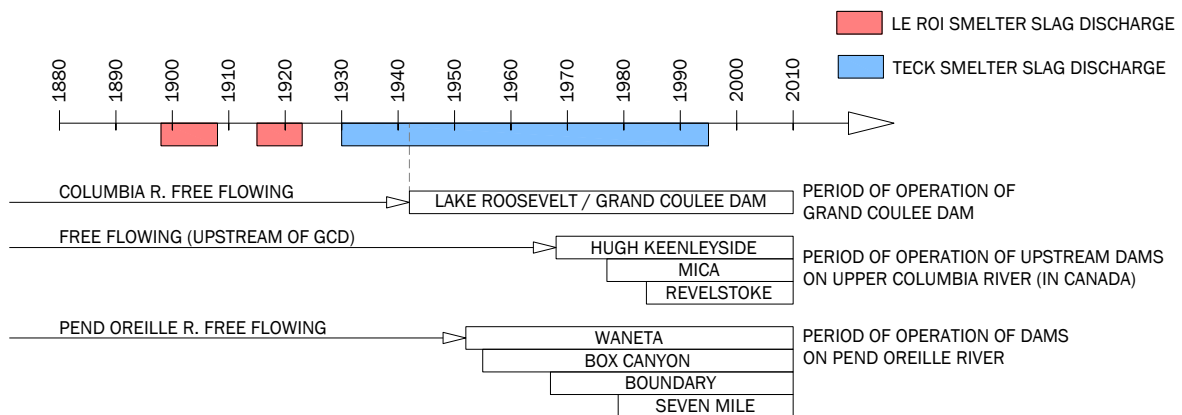 LE ROI SMELTER SLAG DISCHARGE
TECK SMELTER SLAG DISCHARGE
1880 1890 1900 1910 1920 1930 1940 1950 1960 1970 1980 1990 2000 2010
COLUMBIA R. FREE FLOWING
LAKE ROOSEVELT / GRAND COULEE DAM
PERIOD OF OPERATION OF
GRAND COULEE DAM
FREE FLOWING (UPSTREAM OF GCD)
HUGH KEENLEYSIDE
MICA
REVELSTOKE
PERIOD OF OPERATION OF UPSTREAM DAMS
ON UPPER COLUMBIA RIVER (IN CANADA)
PEND OREILLE R. FREE FLOWING
WANETA
BOX CANYON
BOUNDARY
SEVEN MILE
PERIOD OF OPERATION OF DAMS
ON PEND OREILLE RIVER